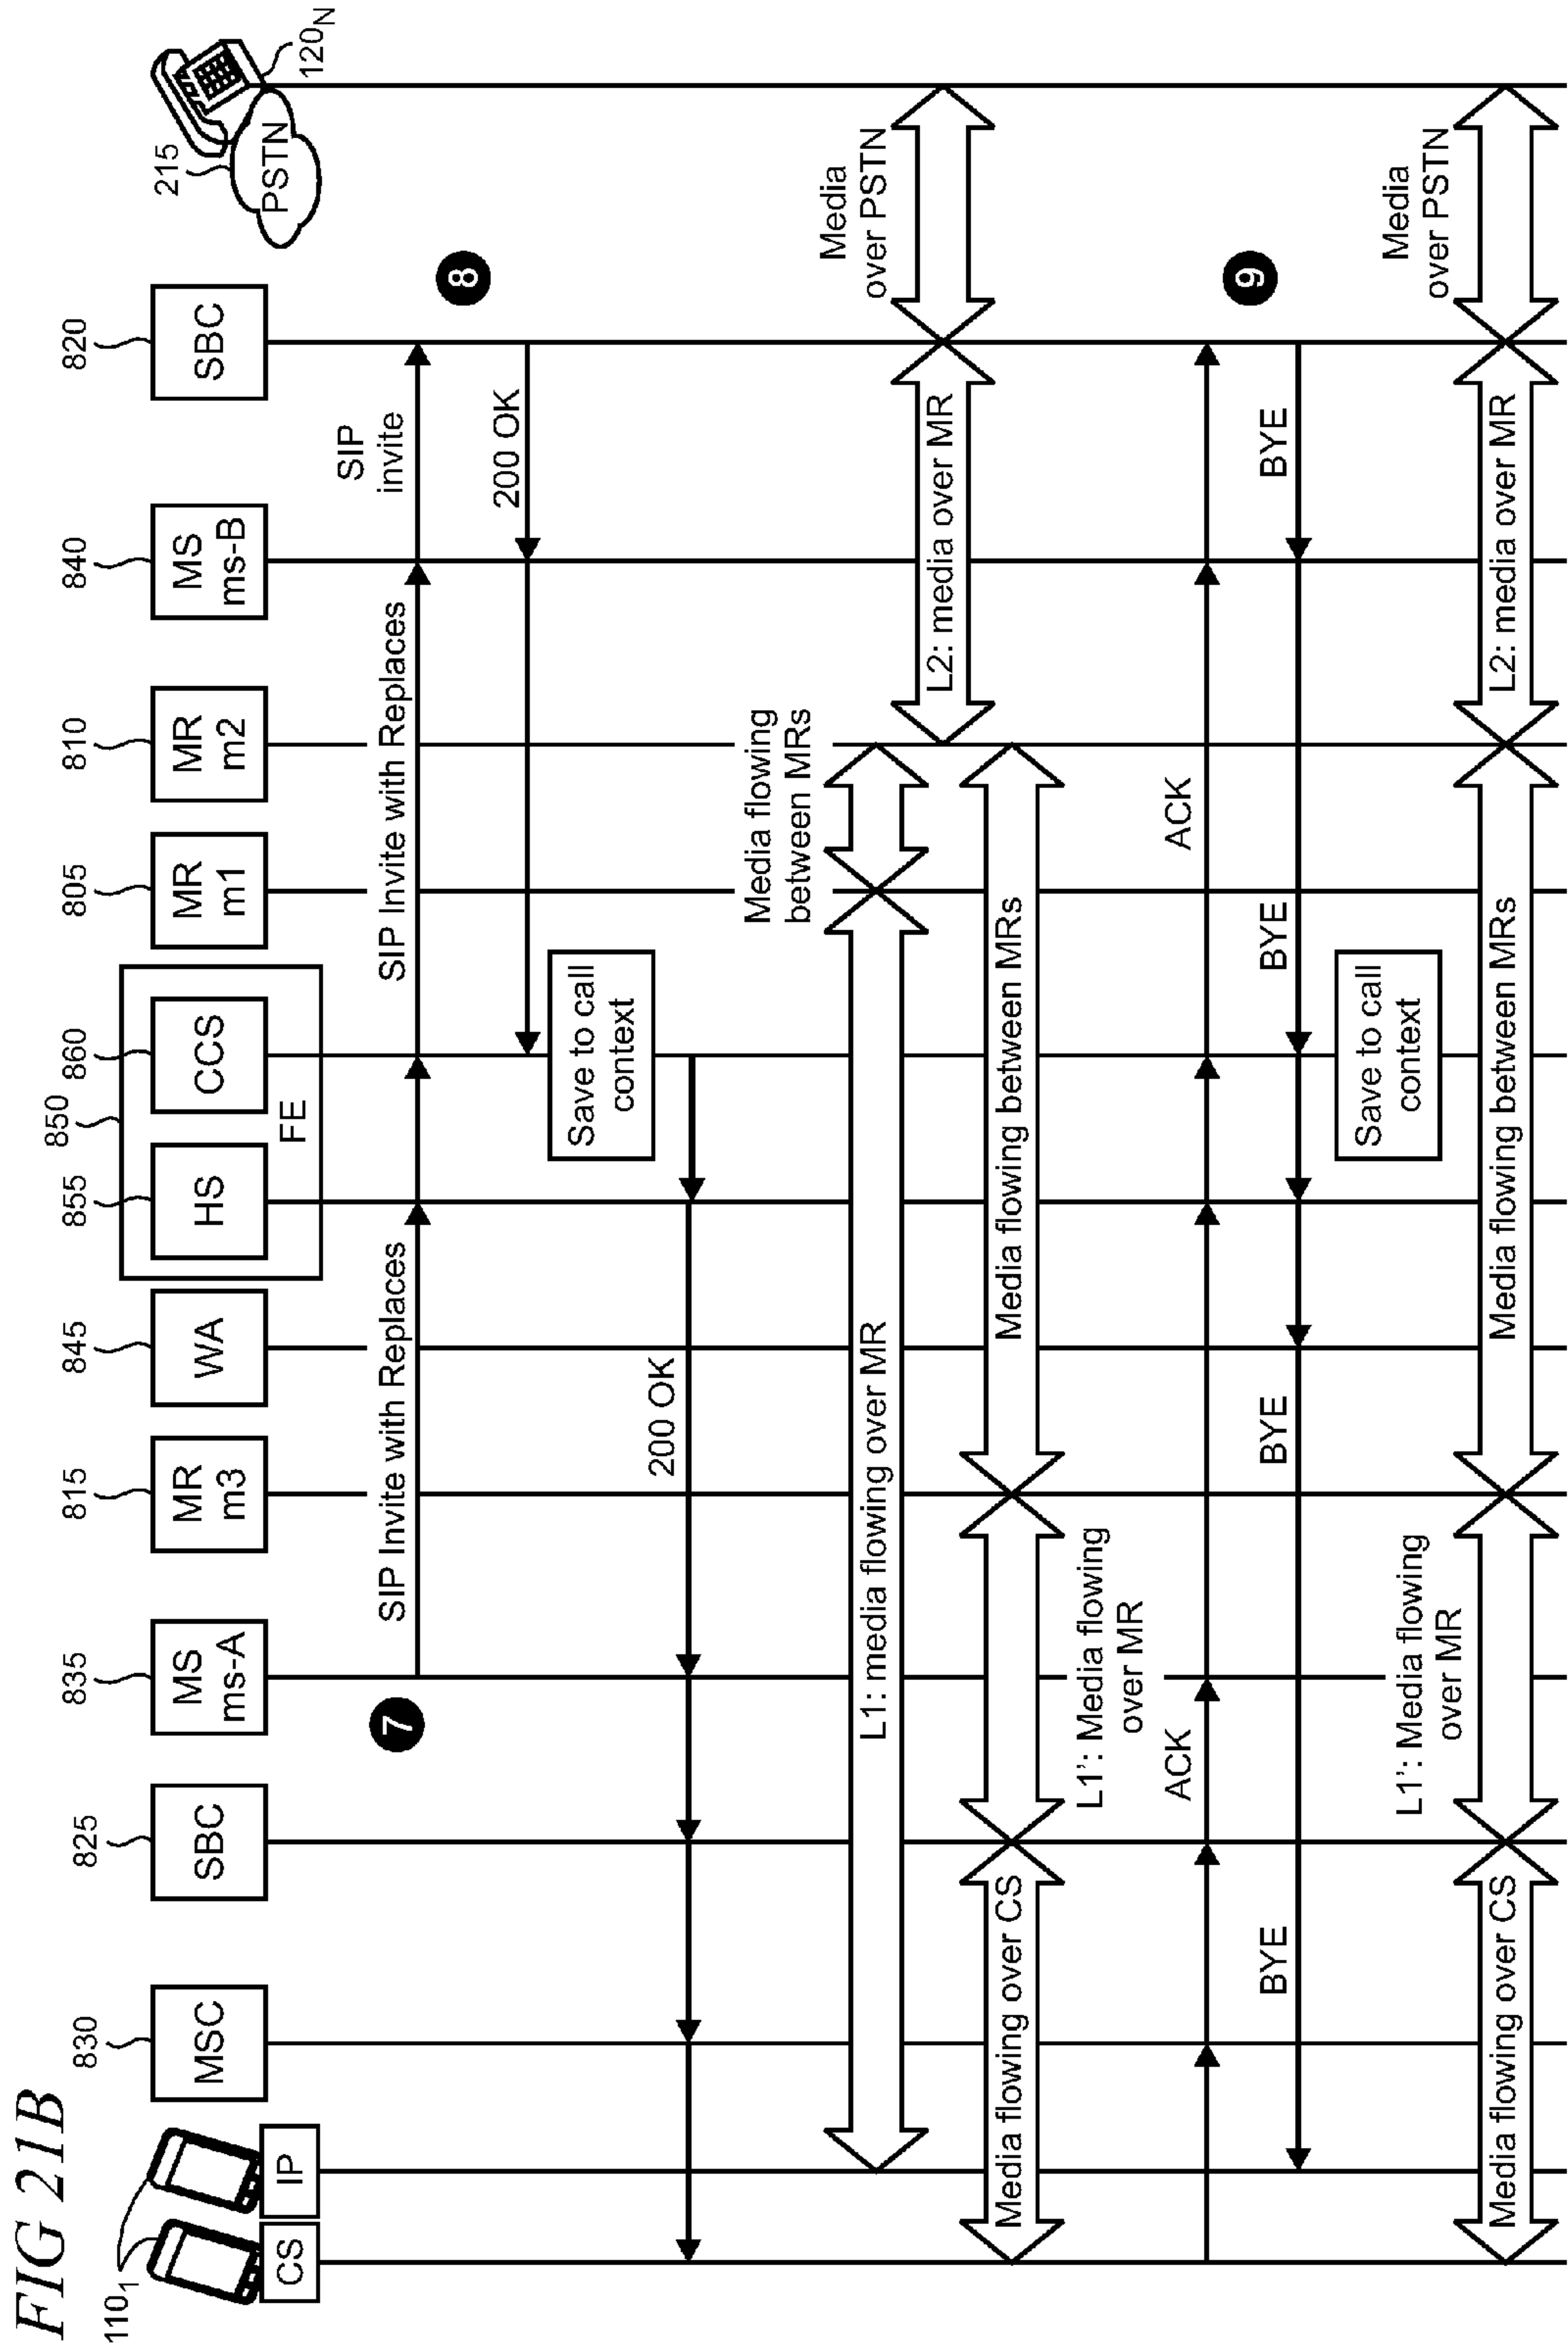 FIG 21B
110₁
CS
IP
830
MSC
825
SBC
835
MS
ms-A
815
MR
m3
845
WA
850
855
HS
860
CCS
FE
805
MR
m1
810
MR
m2
840
MS
ms-B
820
SBC
215
PSTN
120N
7
SIP Invite with Replaces
SIP Invite with Replaces
SIP
invite
8
200 OK
Save to call
context
200 OK
Media flowing
between MRs
L1: media flowing over MR
L2: media over MR
Media
over PSTN
Media flowing over CS
Media flowing between MRs
L1': Media flowing
over MR
ACK
ACK
9
BYE
BYE
BYE
BYE
Save to call
context
L1': Media flowing
over MR
Media flowing over CS
Media flowing between MRs
L2: media over MR
Media
over PSTN